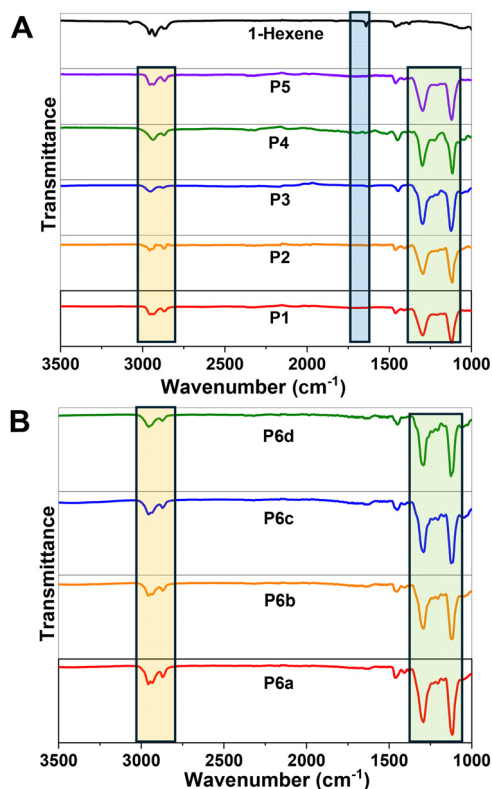 A
1-Hexene
P5
P4
P3
P2
P1
Transmittance
3500 3000 2500 2000 1500 1000
Wavenumber (cm⁻¹)
B
P6d
P6c
P6b
P6a
Transmittance
3500 3000 2500 2000 1500 1000
Wavenumber (cm⁻¹)